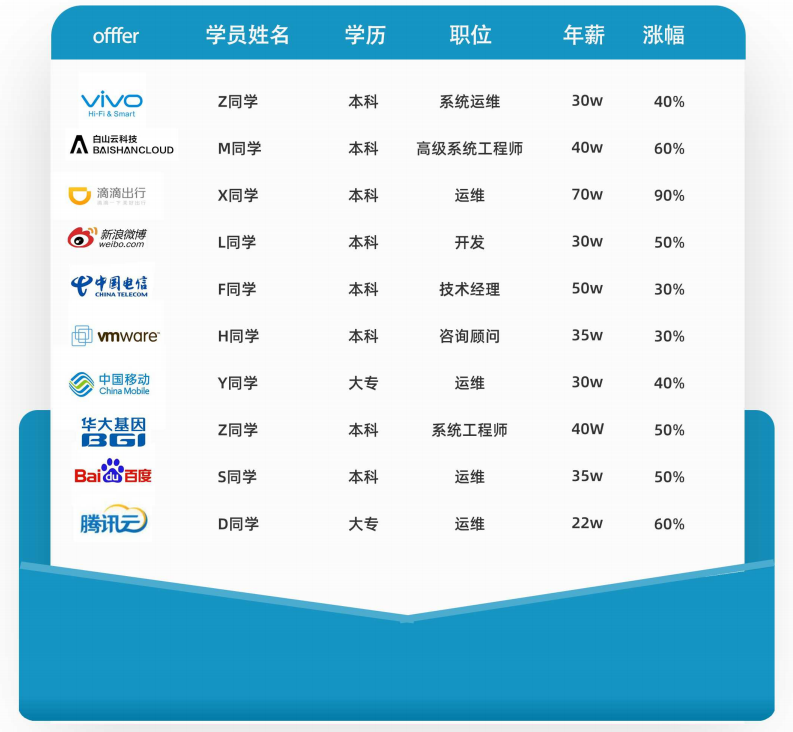 offfer 学员姓名 学历 职位 年薪 涨幅
vivo Hi-Fi & Smart Z同学 本科 系统运维 30w 40%
白山云科技 BAISHANCLOUD M同学 本科 高级系统工程师 40w 60%
滴滴出行 X同学 本科 运维 70w 90%
新浪微博 weibo.com L同学 本科 开发 30w 50%
中国电信 CHINA TELECOM F同学 本科 技术经理 50w 30%
vmware H同学 本科 咨询顾问 35w 30%
中国移动 China Mobile Y同学 大专 运维 30w 40%
华大基因 BGI Z同学 本科 系统工程师 40W 50%
Bai du 百度 S同学 本科 运维 35w 50%
腾讯云 D同学 大专 运维 22w 60%